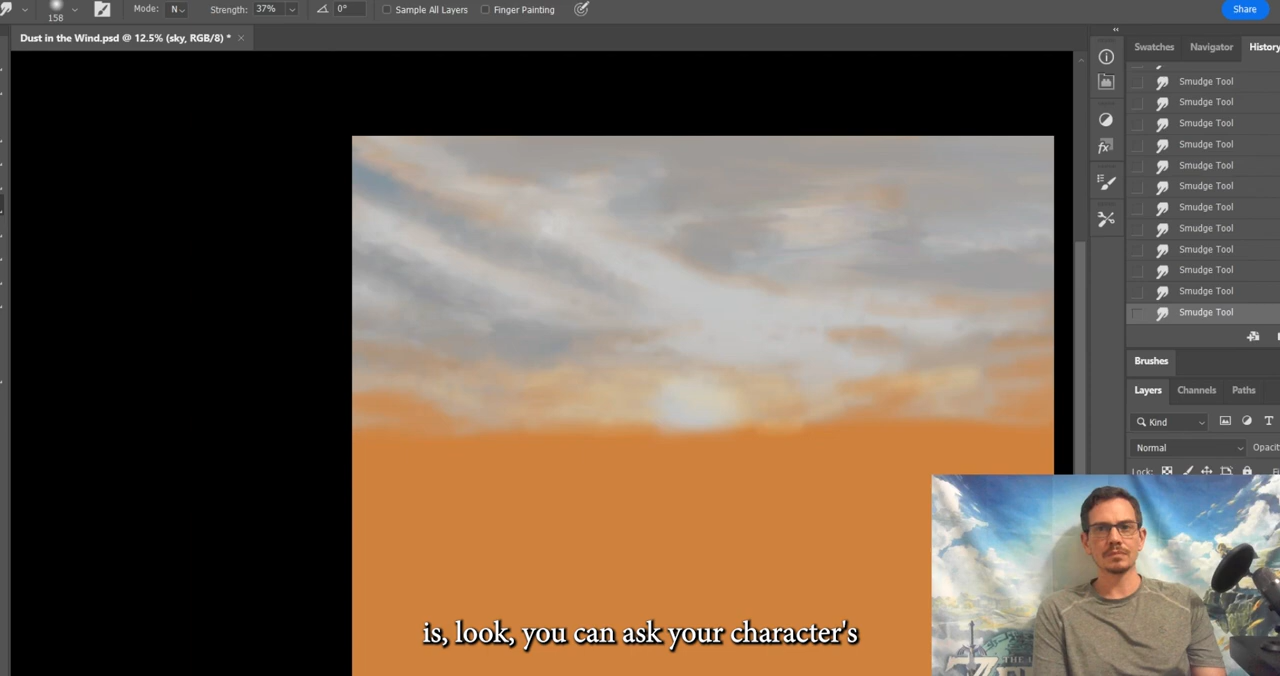 158
Mode: N
Strength: 37%
0°
Sample All Layers
Finger Painting
Share
Dust in the Wind.psd @ 12.5% (sky, RGB/8) * ×
Swatches
Navigator
History
Smudge Tool
Smudge Tool
Smudge Tool
Smudge Tool
Smudge Tool
Smudge Tool
Smudge Tool
Smudge Tool
Smudge Tool
Smudge Tool
Smudge Tool
Smudge Tool
Brushes
Layers
Channels
Paths
Kind
T
Normal
Opacit
Lock:
fx
is, look, you can ask your character's
THE L